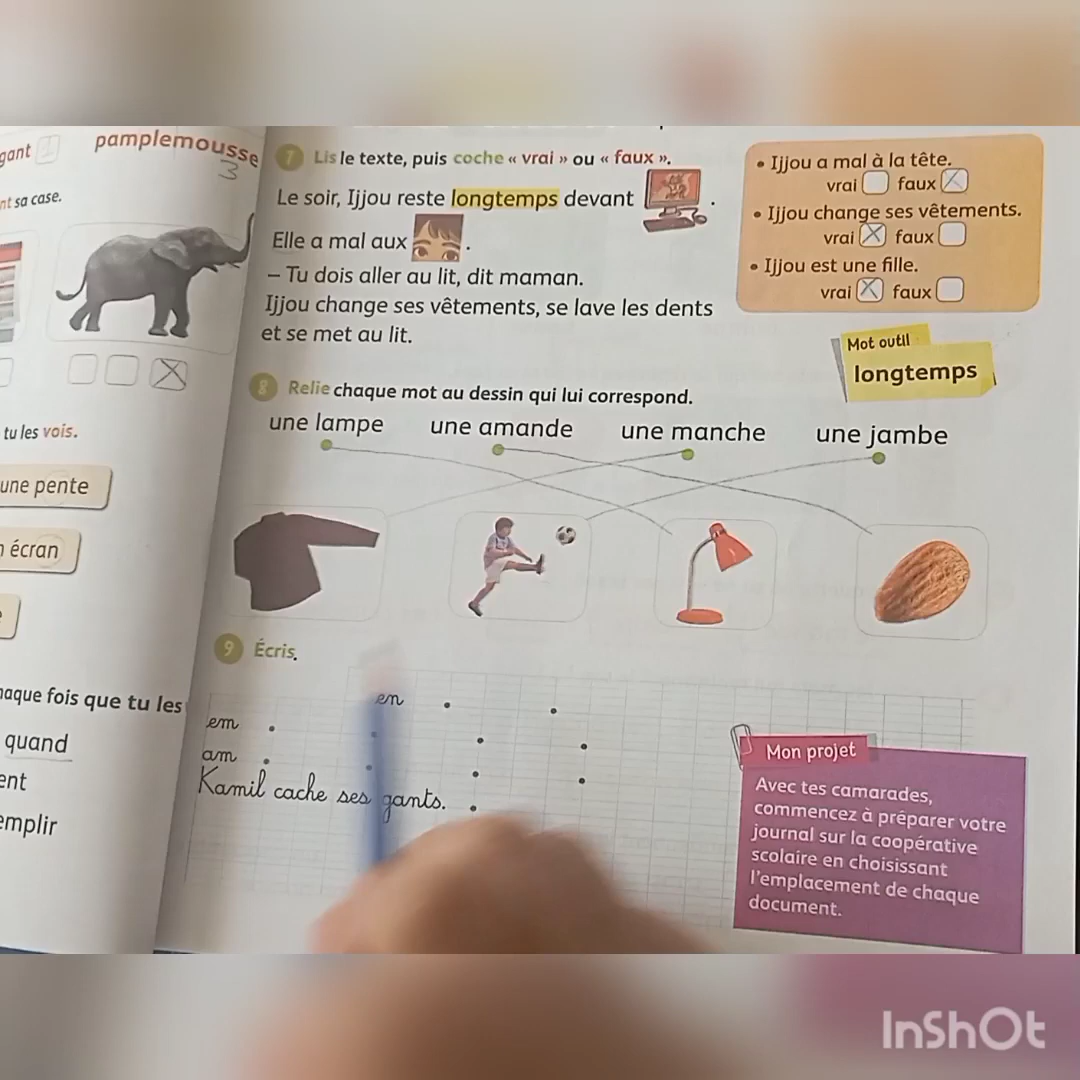 gant 1 pamplemousse
3
nt sa case.
tu les vois.
une pente
écran
haque fois que tu les
quand
ent
emplir
7 Lis le texte, puis coche « vrai » ou « faux ».
Le soir, Ijjou reste longtemps devant .
Elle a mal aux .
– Tu dois aller au lit, dit maman.
Ijjou change ses vêtements, se lave les dents
et se met au lit.
• Ijjou a mal à la tête.
vrai faux
• Ijjou change ses vêtements.
vrai faux
• Ijjou est une fille.
vrai faux
Mot outil
longtemps
8 Relie chaque mot au dessin qui lui correspond.
une lampe une amande une manche une jambe
9 Écris.
en
em
am
Kamil cache ses gants.
Mon projet
Avec tes camarades,
commencez à préparer votre
journal sur la coopérative
scolaire en choisissant
l'emplacement de chaque
document.
InShOt